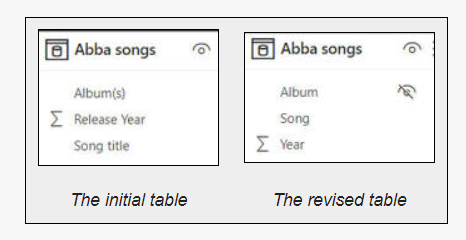 Abba songs
Album(s)
Σ Release Year
Song title
The initial table
Abba songs
Album
Song
Σ Year
The revised table